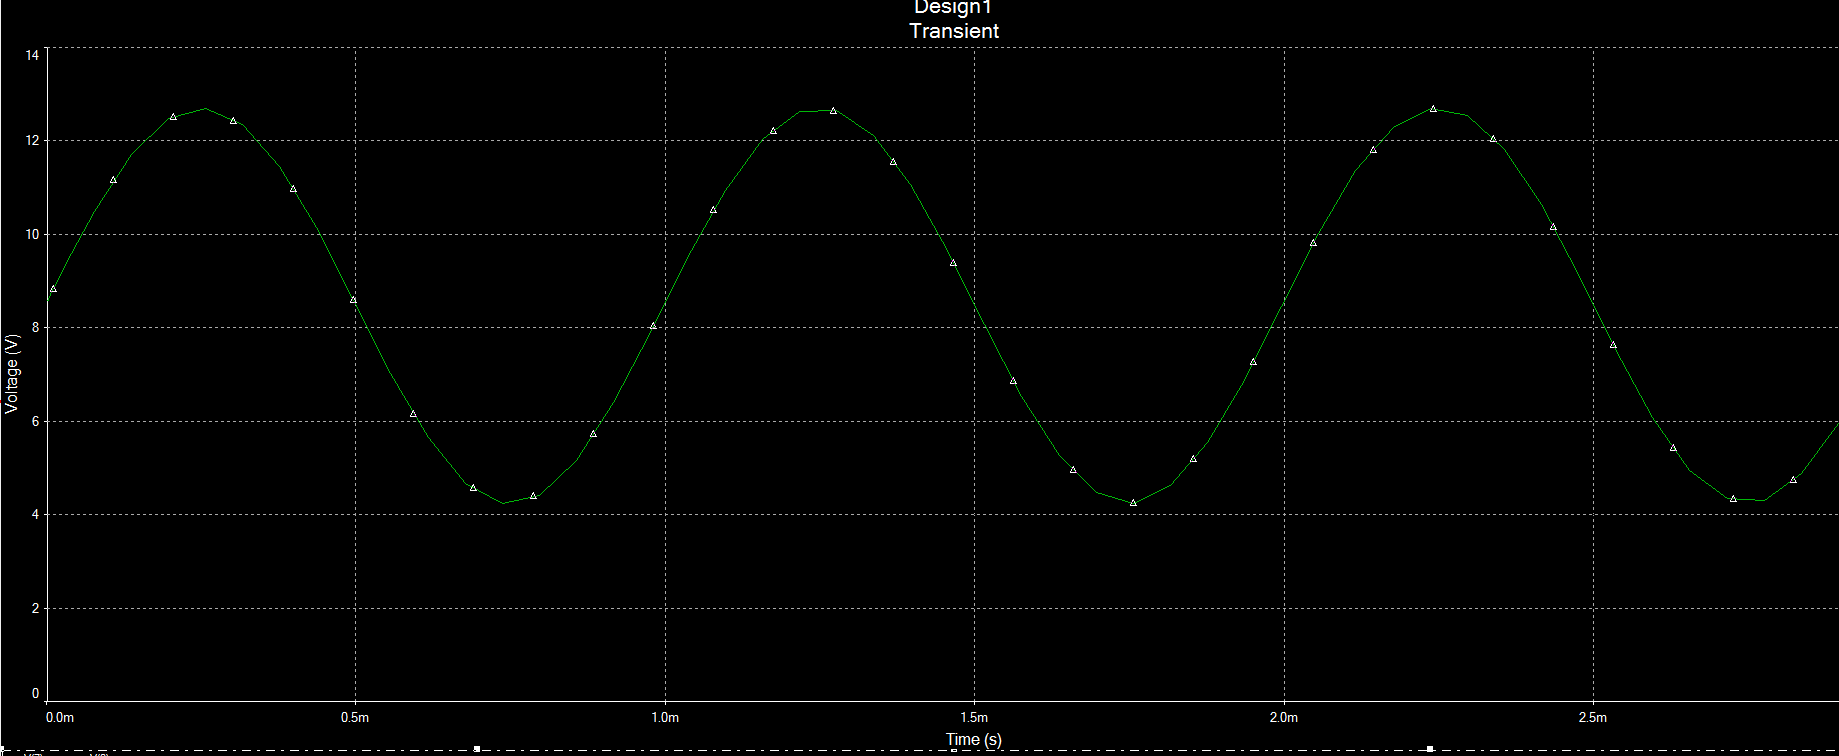 Design1
Transient
14
12
10
8
6
4
2
0
Voltage (V)
0.0m
0.5m
1.0m
1.5m
2.0m
2.5m
Time (s)